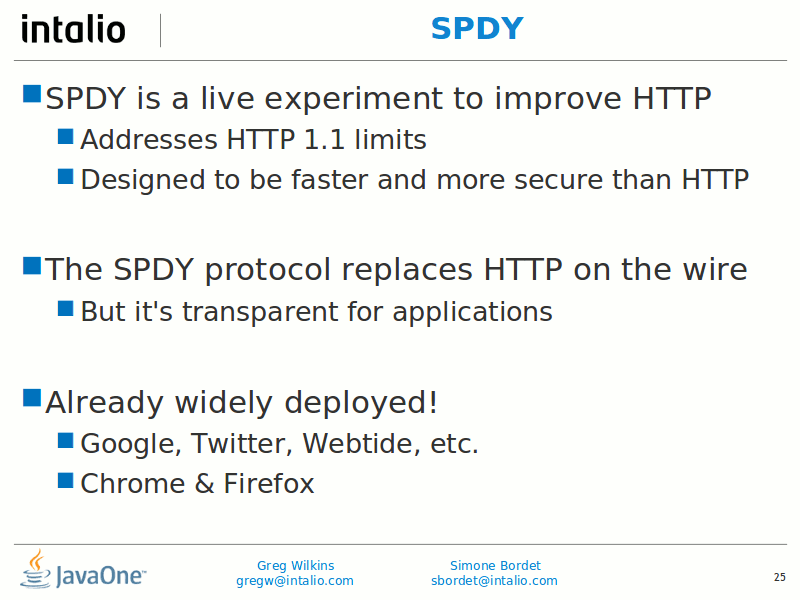 intalio
SPDY
SPDY is a live experiment to improve HTTP
Addresses HTTP 1.1 limits
Designed to be faster and more secure than HTTP
The SPDY protocol replaces HTTP on the wire
But it's transparent for applications
Already widely deployed!
Google, Twitter, Webtide, etc.
Chrome & Firefox
JavaOne™
Greg Wilkins
gregw@intalio.com
Simone Bordet
sbordet@intalio.com
25